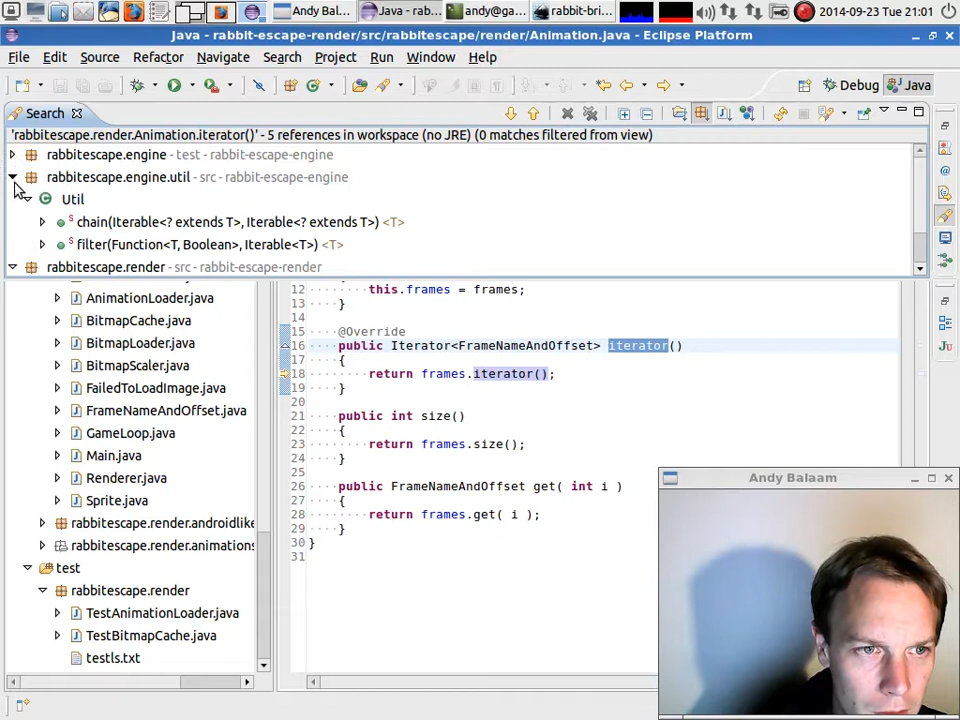 Andy Bal...
Java - rab...
andy@ga...
rabbit-bri...
2014-09-23 Tue 21:01
Java - rabbit-escape-render/src/rabbitescape/render/Animation.java - Eclipse Platform
File Edit Source Refactor Navigate Search Project Run Window Help
Debug Java
Search
'rabbitescape.render.Animation.iterator()' - 5 references in workspace (no JRE) (0 matches filtered from view)
rabbitescape.engine - test - rabbit-escape-engine
rabbitescape.engine.util - src - rabbit-escape-engine
Util
chain(Iterable<? extends T>, Iterable<? extends T>) <T>
filter(Function<T, Boolean>, Iterable<T>) <T>
rabbitescape.render - src - rabbit-escape-render
AnimationLoader.java
BitmapCache.java
BitmapLoader.java
BitmapScaler.java
FailedToLoadImage.java
FrameNameAndOffset.java
GameLoop.java
Main.java
Renderer.java
Sprite.java
rabbitescape.render.androidlike
rabbitescape.render.animations
test
rabbitescape.render
TestAnimationLoader.java
TestBitmapCache.java
testls.txt
12 this.frames = frames;
13 }
14
15 @Override
16 public Iterator<FrameNameAndOffset> iterator()
17 {
18 return frames.iterator();
19 }
20
21 public int size()
22 {
23 return frames.size();
24 }
25
26 public FrameNameAndOffset get( int i )
27 {
28 return frames.get( i );
29 }
30 }
31
Andy Balaam